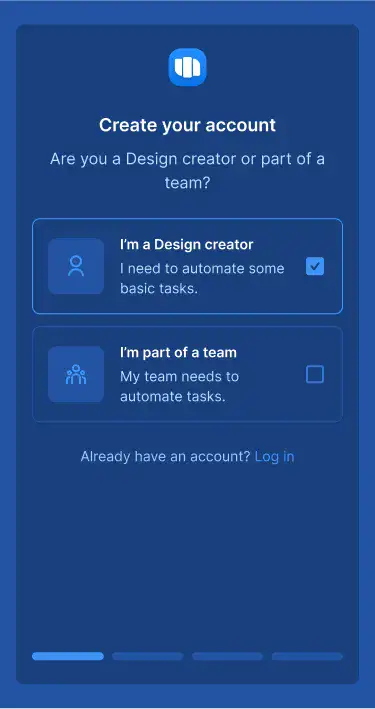 Create your account
Are you a Design creator or part of a
team?
I’m a Design creator
I need to automate some
basic tasks.
I’m part of a team
My team needs to
automate tasks.
Already have an account? Log in